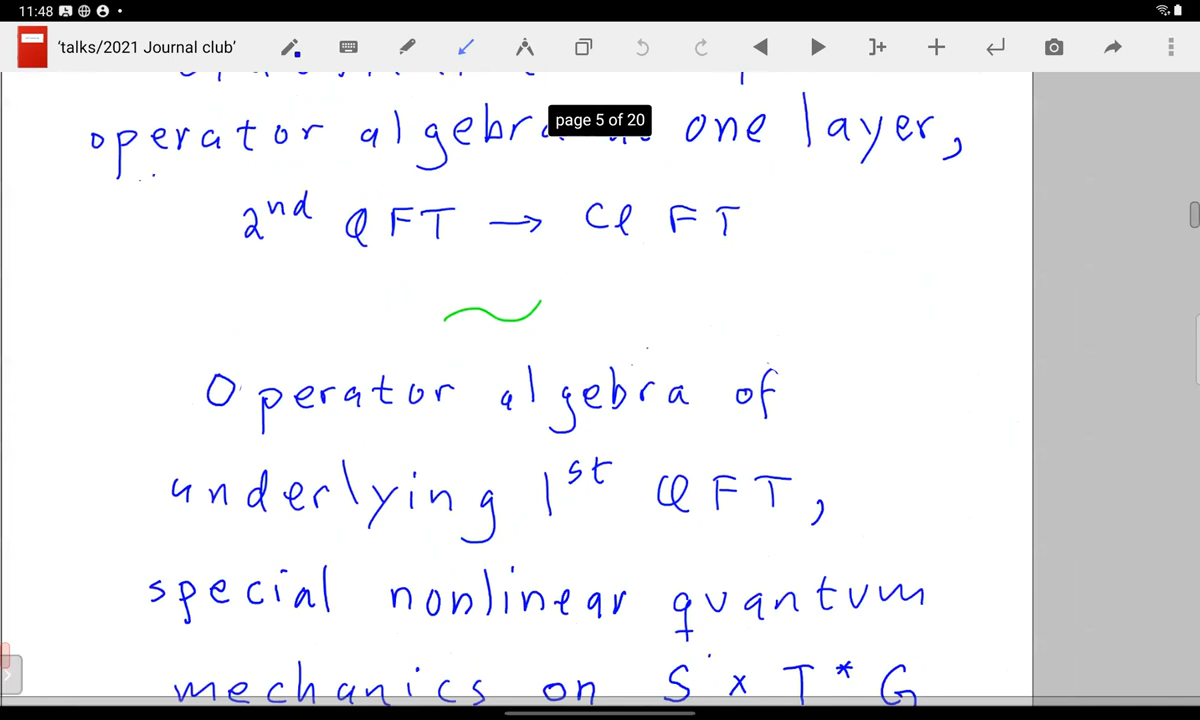 11:48
'talks/2021 Journal club'
page 5 of 20
operator algebra one layer,
2nd QFT → Cl FT
Operator algebra of
underlying 1st QFT,
special nonlinear quantum
mechanics on S × T* G